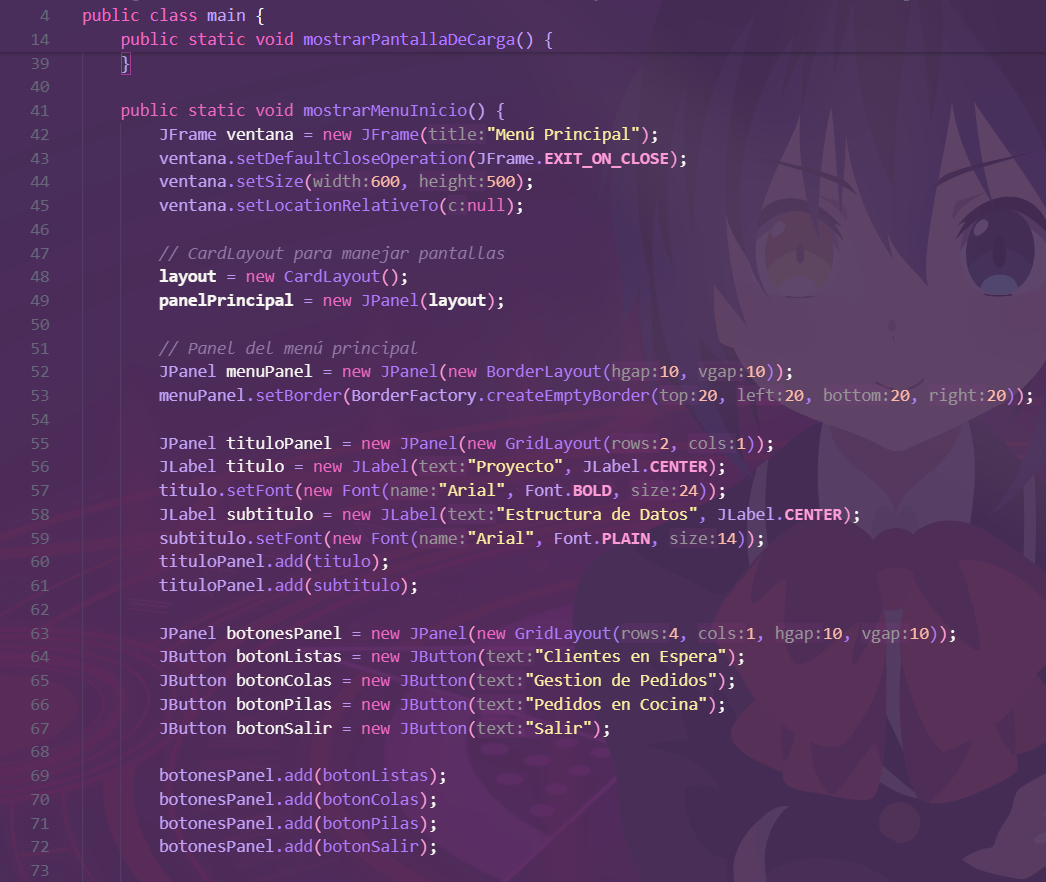 4 public class main {
14 public static void mostrarPantallaDeCarga() {
39 }
40
41 public static void mostrarMenuInicio() {
42 JFrame ventana = new JFrame(title:"Menú Principal");
43 ventana.setDefaultCloseOperation(JFrame.EXIT_ON_CLOSE);
44 ventana.setSize(width:600, height:500);
45 ventana.setLocationRelativeTo(c:null);
46
47 // CardLayout para manejar pantallas
48 layout = new CardLayout();
49 panelPrincipal = new JPanel(layout);
50
51 // Panel del menú principal
52 JPanel menuPanel = new JPanel(new BorderLayout(hgap:10, vgap:10));
53 menuPanel.setBorder(BorderFactory.createEmptyBorder(top:20, left:20, bottom:20, right:20));
54
55 JPanel tituloPanel = new JPanel(new GridLayout(rows:2, cols:1));
56 JLabel titulo = new JLabel(text:"Proyecto", JLabel.CENTER);
57 titulo.setFont(new Font(name:"Arial", Font.BOLD, size:24));
58 JLabel subtitulo = new JLabel(text:"Estructura de Datos", JLabel.CENTER);
59 subtitulo.setFont(new Font(name:"Arial", Font.PLAIN, size:14));
60 tituloPanel.add(titulo);
61 tituloPanel.add(subtitulo);
62
63 JPanel botonesPanel = new JPanel(new GridLayout(rows:4, cols:1, hgap:10, vgap:10));
64 JButton botonListas = new JButton(text:"Clientes en Espera");
65 JButton botonColas = new JButton(text:"Gestion de Pedidos");
66 JButton botonPilas = new JButton(text:"Pedidos en Cocina");
67 JButton botonSalir = new JButton(text:"Salir");
68
69 botonesPanel.add(botonListas);
70 botonesPanel.add(botonColas);
71 botonesPanel.add(botonPilas);
72 botonesPanel.add(botonSalir);
73